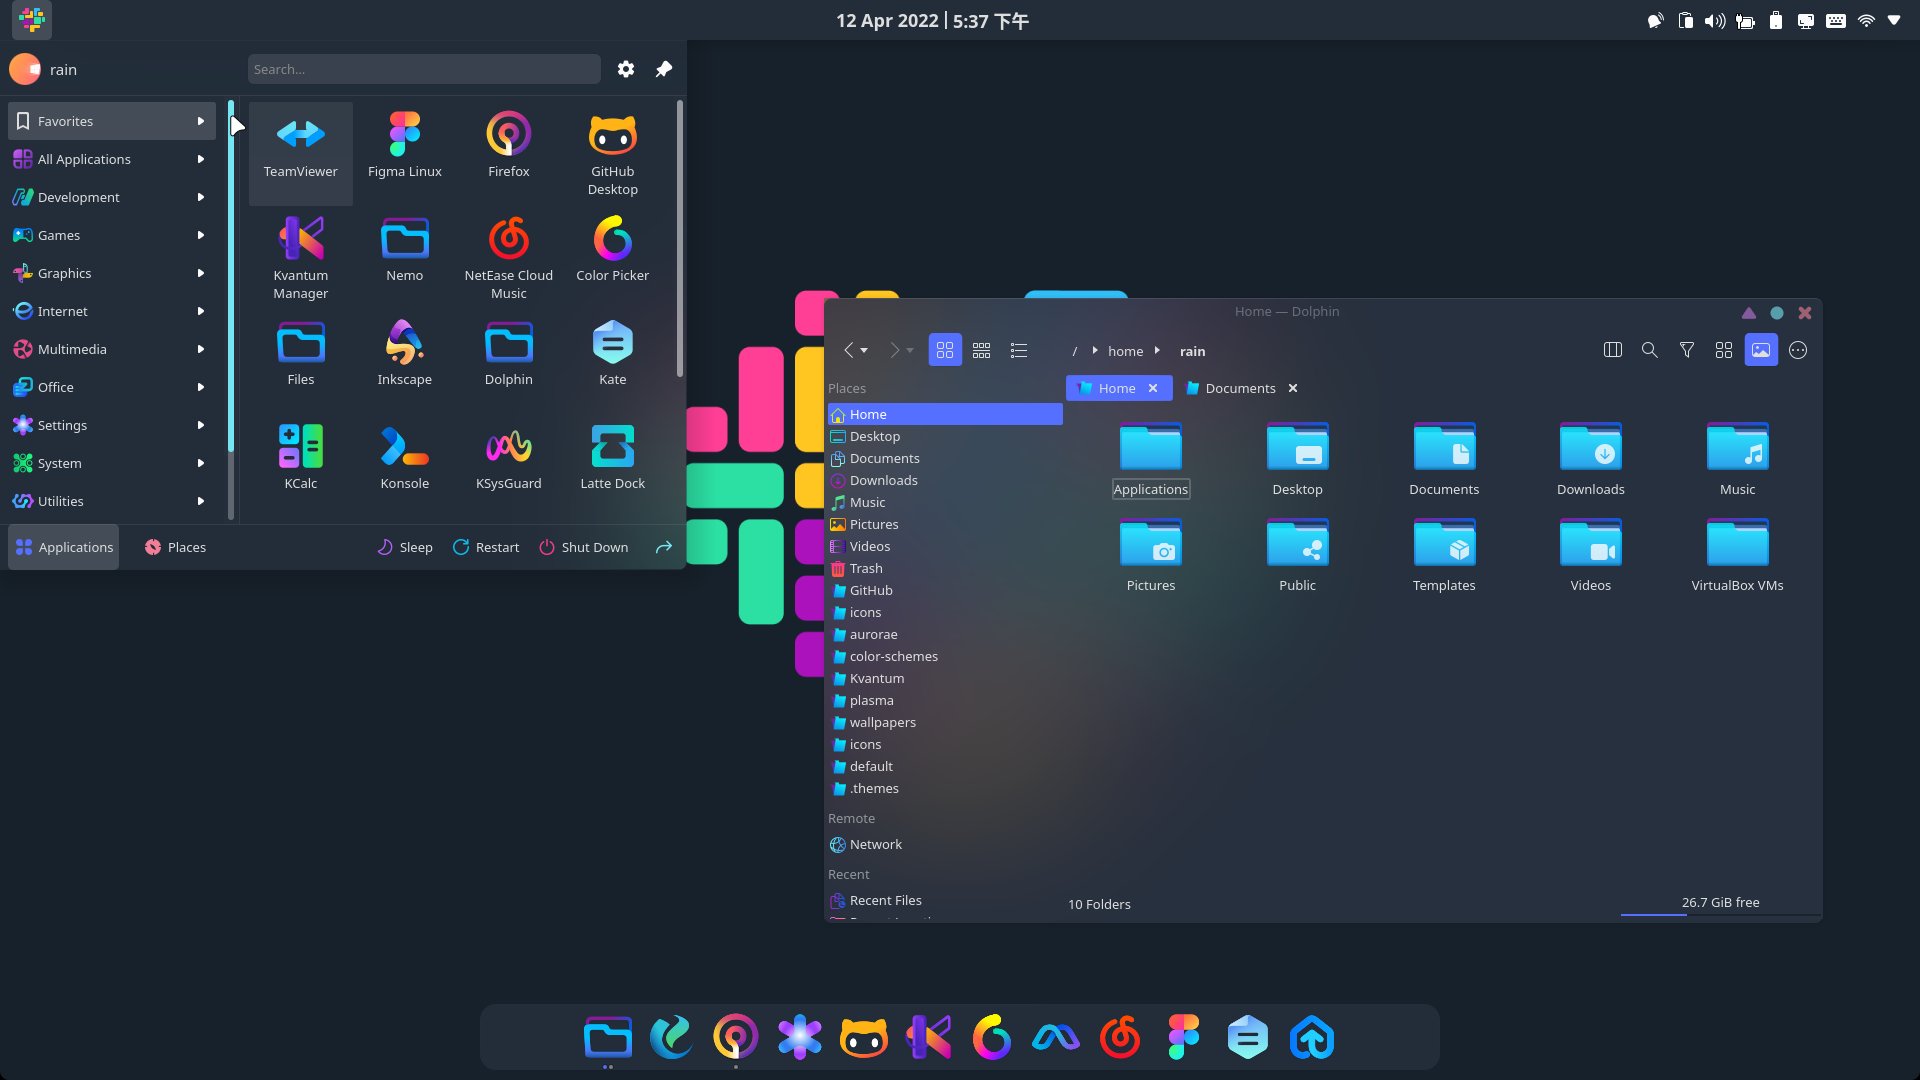 12 Apr 2022 | 5:37 下午
rain
Search...
Favorites
All Applications
Development
Games
Graphics
Internet
Multimedia
Office
Settings
System
Utilities
TeamViewer
Figma Linux
Firefox
GitHub
Desktop
Kvantum
Manager
Nemo
NetEase Cloud
Music
Color Picker
Files
Inkscape
Dolphin
Kate
KCalc
Konsole
KSysGuard
Latte Dock
Applications
Places
Sleep
Restart
Shut Down
Home — Dolphin
/ home rain
Places
Home
Desktop
Documents
Downloads
Music
Pictures
Videos
Trash
GitHub
icons
aurorae
color-schemes
Kvantum
plasma
wallpapers
icons
default
.themes
Remote
Network
Recent
Recent Files
Home
Documents
Applications
Desktop
Documents
Downloads
Music
Pictures
Public
Templates
Videos
VirtualBox VMs
10 Folders
26.7 GiB free